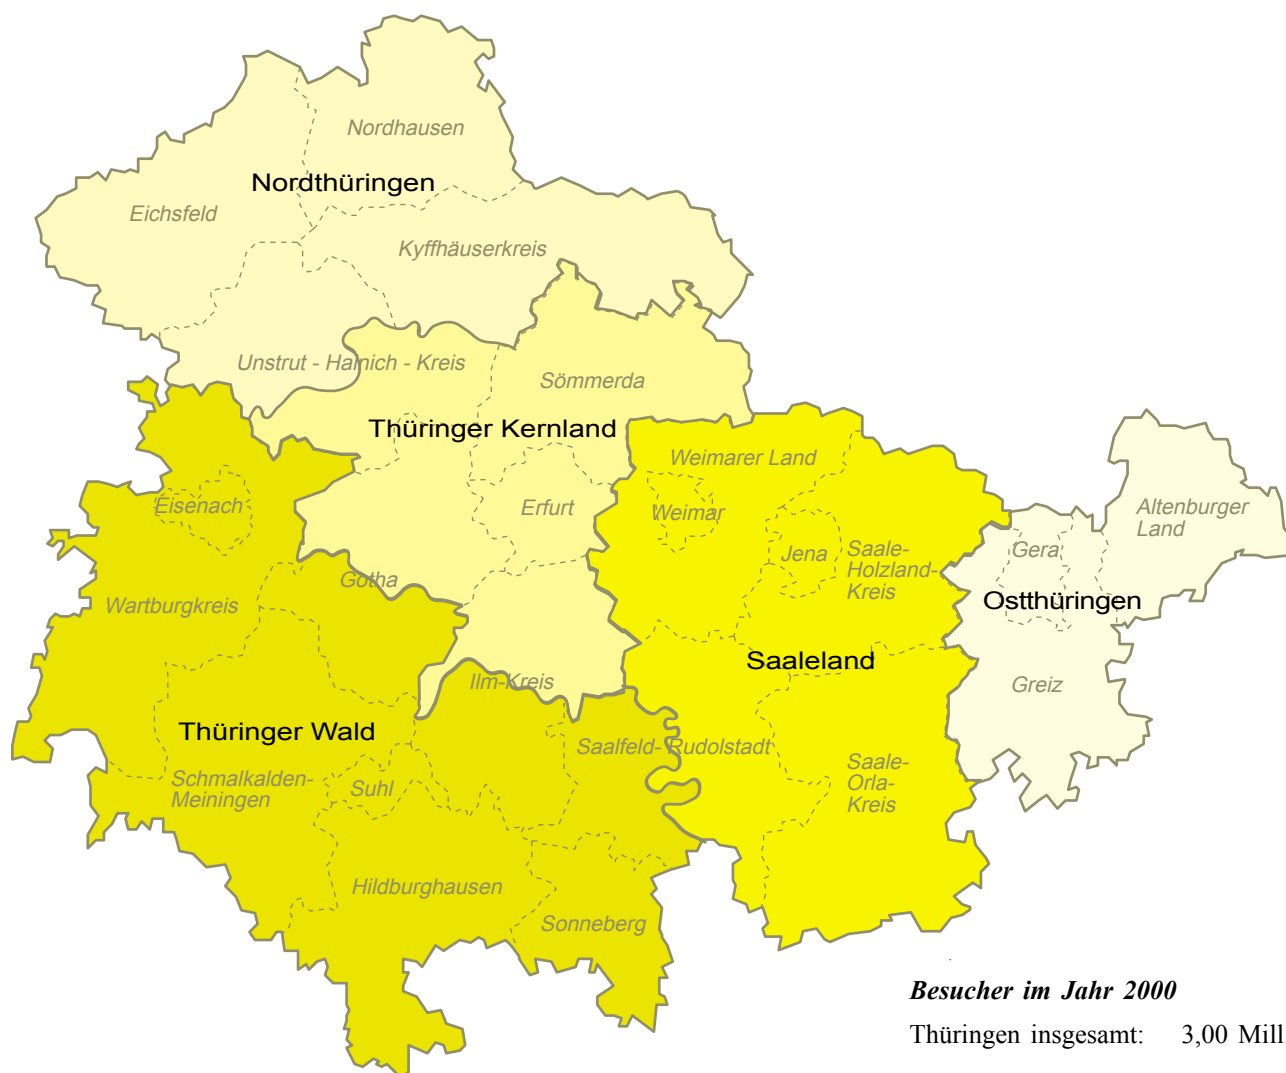 Nordhausen
Nordthüringen
Eichsfeld
Kyffhäuserkreis
Unstrut - Hainich - Kreis
Sömmerda
Thüringer Kernland
Weimarer Land
Eisenach
Erfurt
Weimar
Altenburger
Land
Gera
Jena
Saale-
Holzland-
Kreis
Gotha
Wartburgkreis
Ostthüringen
Saaleland
Ilm-Kreis
Greiz
Thüringer Wald
Saalfeld- Rudolstadt
Schmalkalden-
Meiningen
Suhl
Saale-
Orla-
Kreis
Hildburghausen
Sonneberg
Besucher im Jahr 2000
Thüringen insgesamt: 3,00 Mill